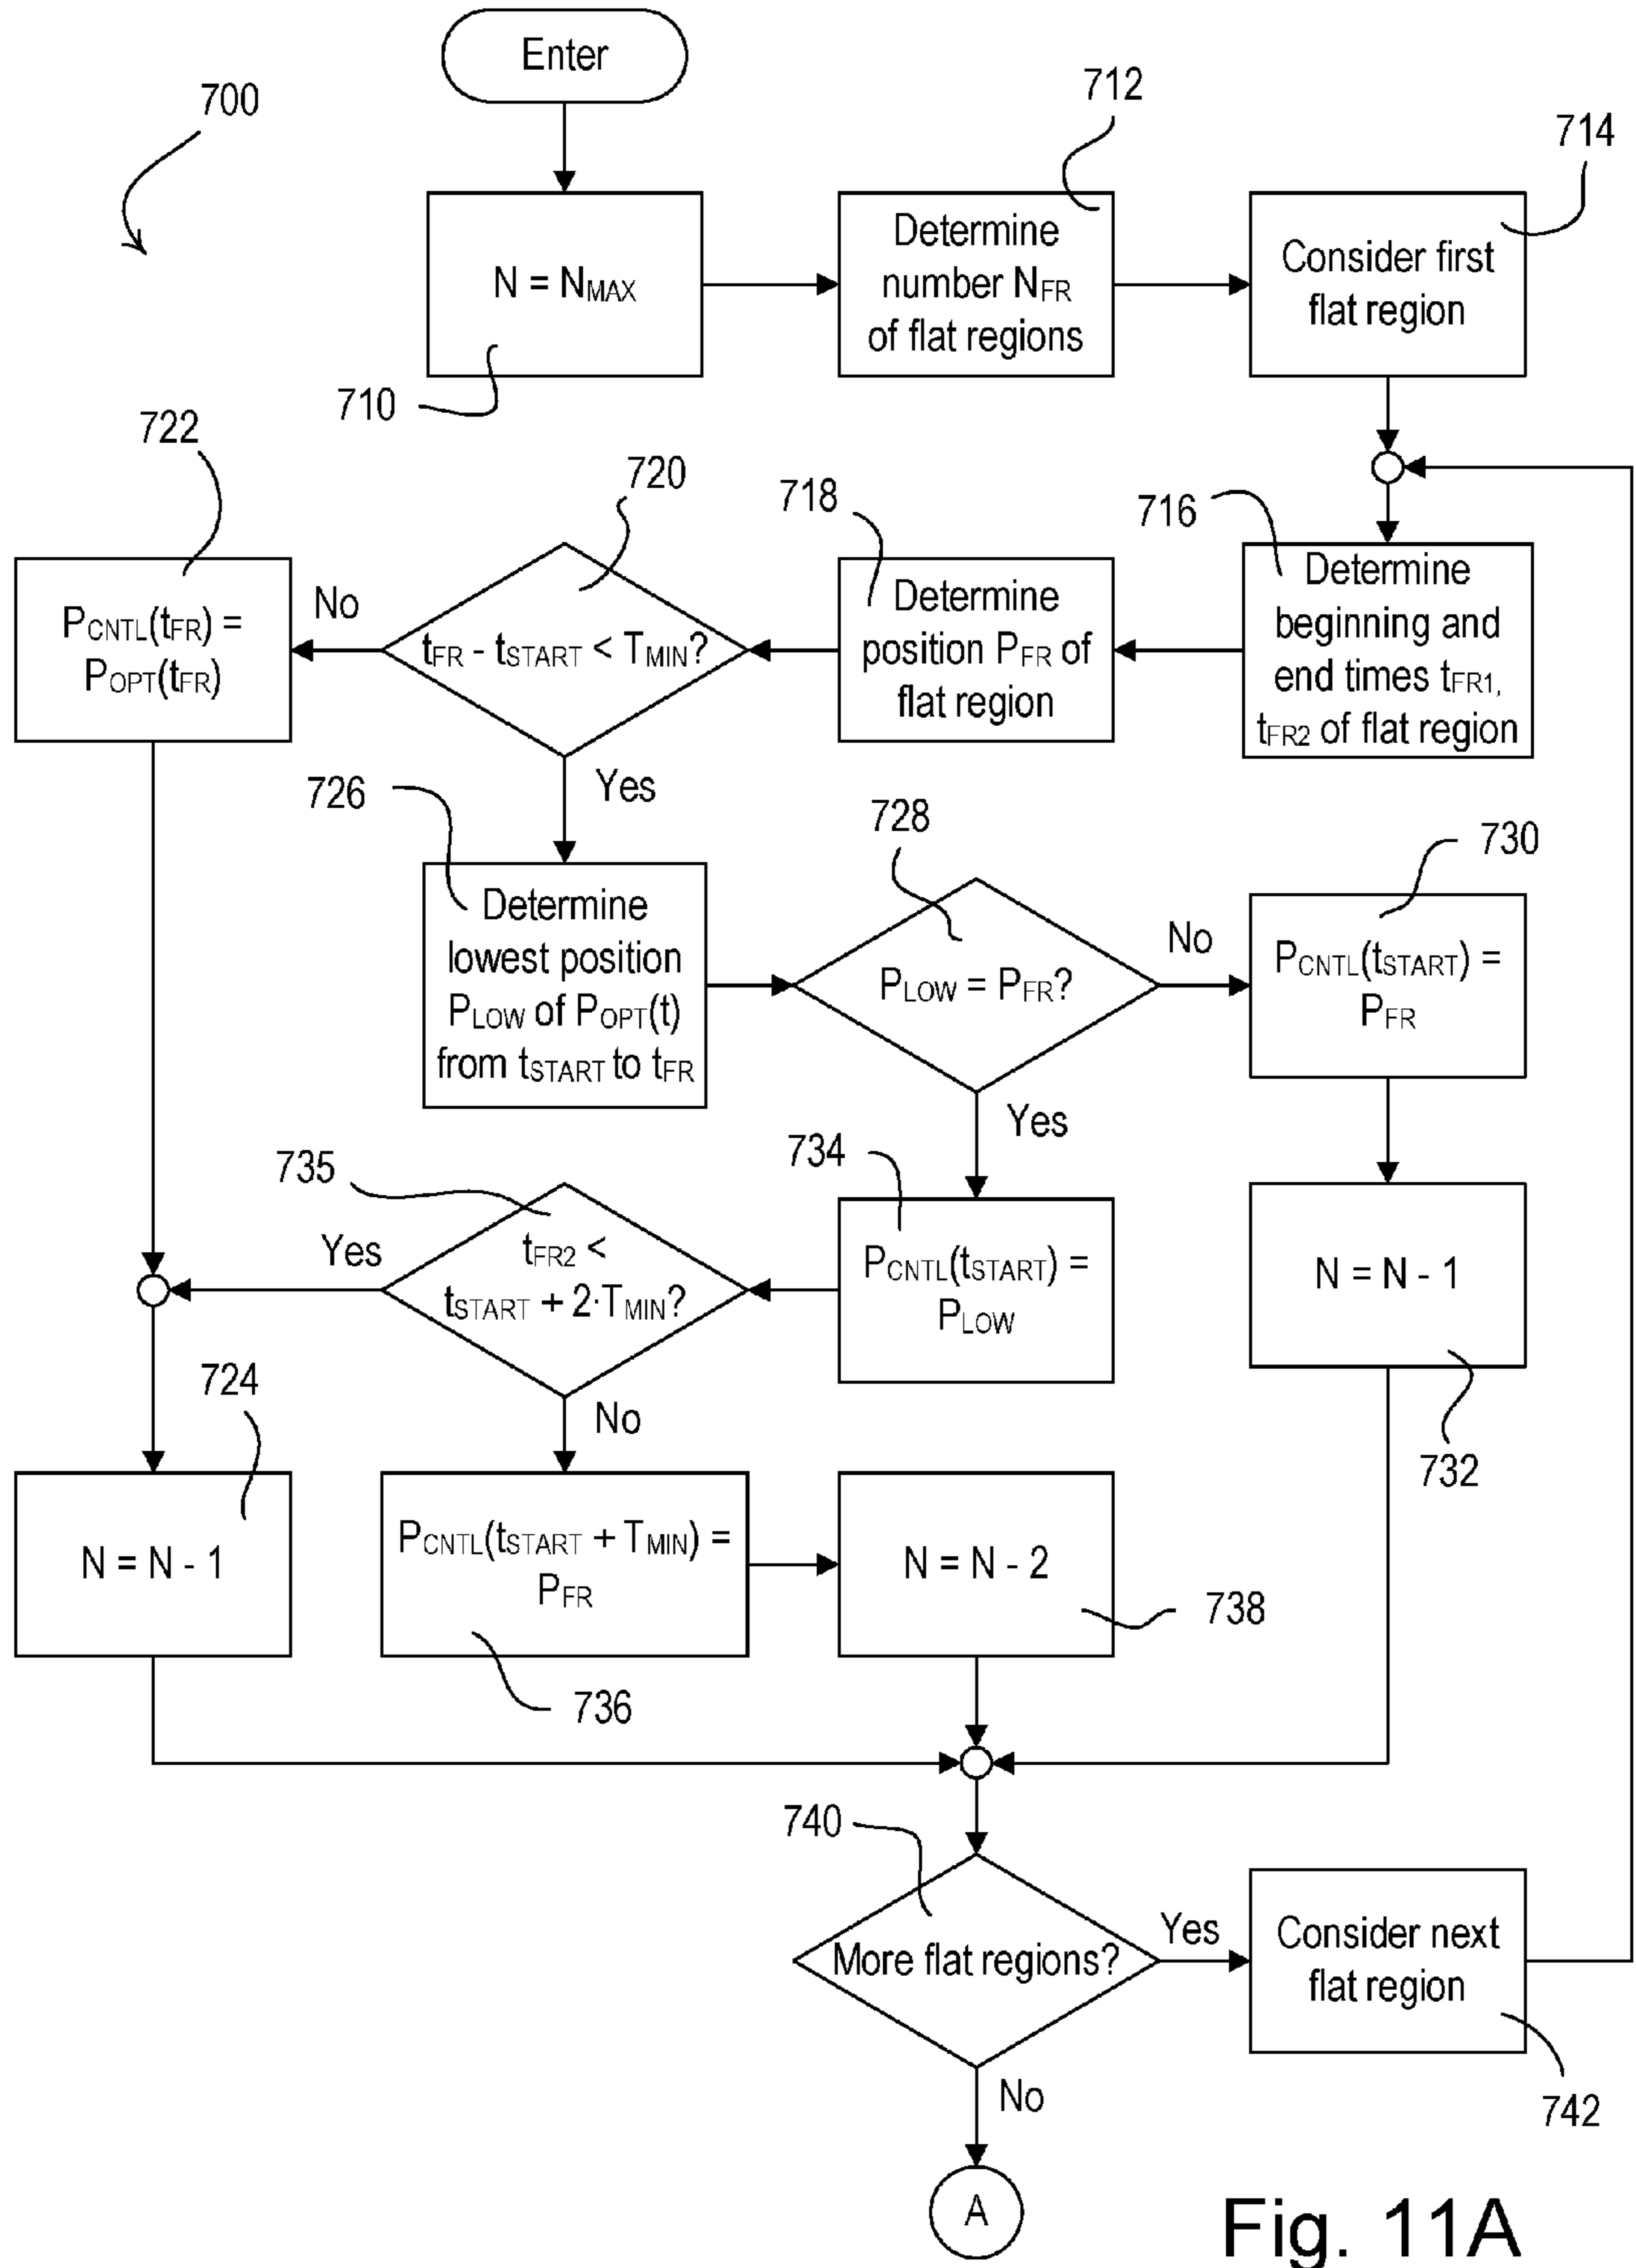 Enter
700
712
714
N = NMAX
710
Determine
number NFR
of flat regions
Consider first
flat region
722
720
718
716
PCNTL(tFR) =
POPT(tFR)
No
tFR - tSTART < TMIN?
Yes
Determine
position PFR of
flat region
Determine
beginning and
end times tFR1,
tFR2 of flat region
726
728
730
Determine
lowest position
PLOW of POPT(t)
from tSTART to tFR
PLOW = PFR?
No
Yes
PCNTL(tSTART) =
PFR
735
734
Yes
tFR2 <
tSTART + 2·TMIN?
No
PCNTL(tSTART) =
PLOW
N = N - 1
732
724
N = N - 1
PCNTL(tSTART + TMIN) =
PFR
736
N = N - 2
738
740
More flat regions?
Yes
No
Consider next
flat region
742
A
Fig. 11A